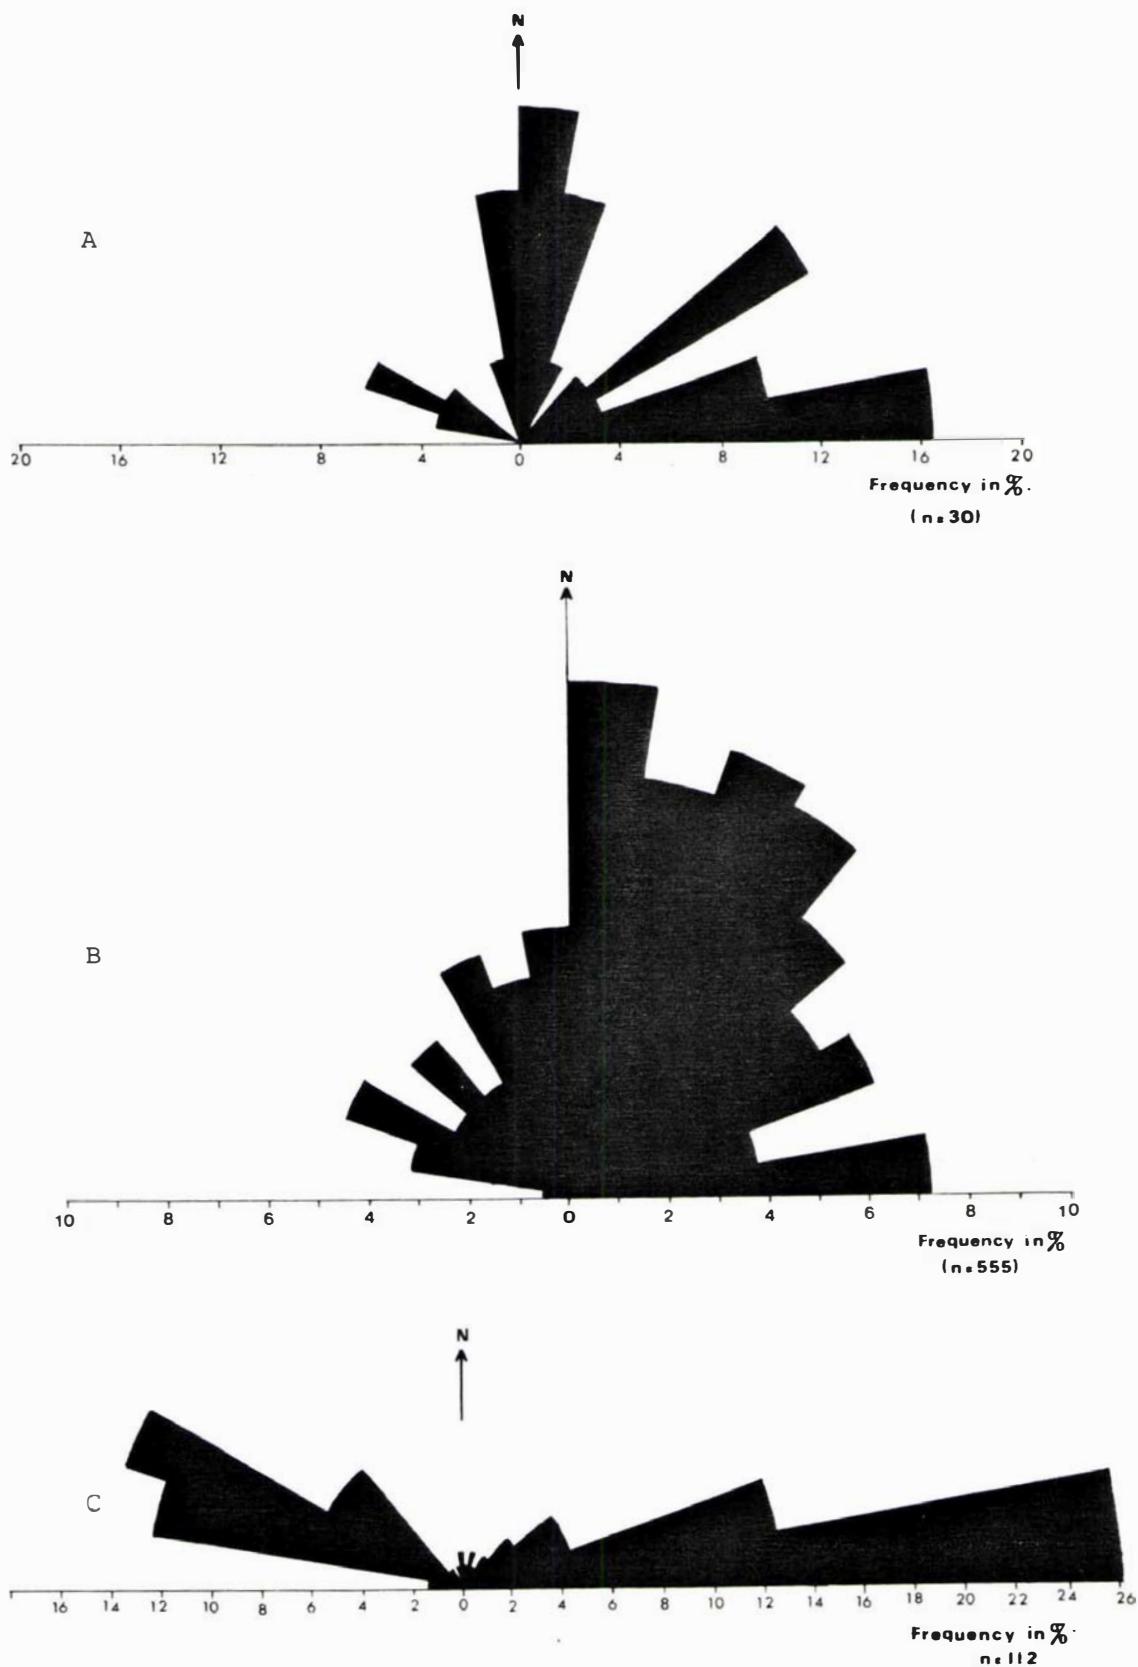 N
A
20 16 12 8 4 0 4 8 12 16 20
Frequency in %.
(n=30)
N
B
10 8 6 4 2 0 2 4 6 8 10
Frequency in %
(n=555)
N
C
16 14 12 10 8 6 4 2 0 2 4 6 8 10 12 14 16 18 20 22 24 26
Frequency in %
n=112